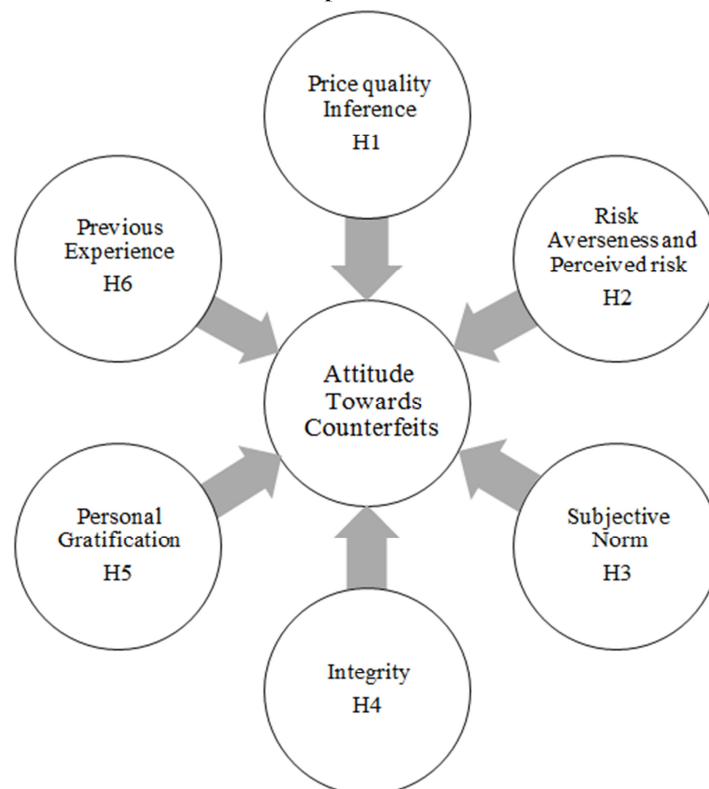 Price quality
Inference
H1
Risk
Averseness and
Perceived risk
H2
Subjective
Norm
H3
Integrity
H4
Personal
Gratification
H5
Previous
Experience
H6
Attitude
Towards
Counterfeits